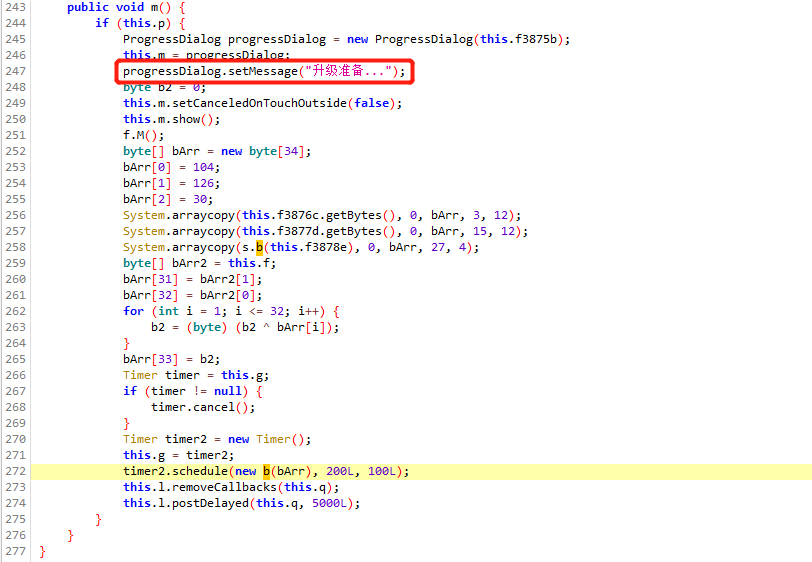 243 public void m() {
244 if (this.p) {
245 ProgressDialog progressDialog = new ProgressDialog(this.f3875b);
246 this.m = progressDialog;
247 progressDialog.setMessage("升级准备...");
248 byte b2 = 0;
249 this.m.setCanceledOnTouchOutside(false);
250 this.m.show();
251 f.M();
252 byte[] bArr = new byte[34];
253 bArr[0] = 104;
254 bArr[1] = 126;
255 bArr[2] = 30;
256 System.arraycopy(this.f3876c.getBytes(), 0, bArr, 3, 12);
257 System.arraycopy(this.f3877d.getBytes(), 0, bArr, 15, 12);
258 System.arraycopy(s.b(this.f3878e), 0, bArr, 27, 4);
259 byte[] bArr2 = this.f;
260 bArr[31] = bArr2[1];
261 bArr[32] = bArr2[0];
262 for (int i = 1; i <= 32; i++) {
263 b2 = (byte) (b2 ^ bArr[i]);
264 }
265 bArr[33] = b2;
266 Timer timer = this.g;
267 if (timer != null) {
268 timer.cancel();
269 }
270 Timer timer2 = new Timer();
271 this.g = timer2;
272 timer2.schedule(new b(bArr), 200L, 100L);
273 this.l.removeCallbacks(this.q);
274 this.l.postDelayed(this.q, 5000L);
275 }
276 }
277 }